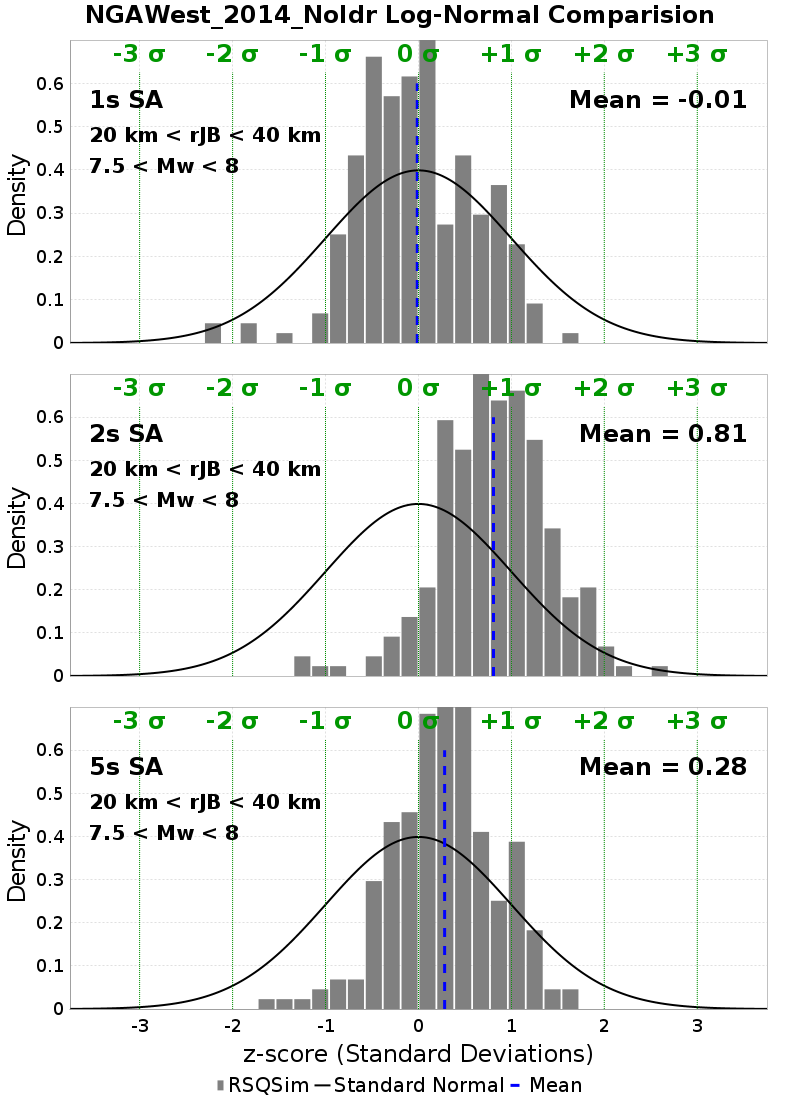 NGAWest_2014_NoIdr Log-Normal Comparision
-3 σ -2 σ -1 σ 0 σ +1 σ +2 σ +3 σ
1s SA Mean = -0.01
20 km < rJB < 40 km
7.5 < Mw < 8
Density
0.6
0.5
0.4
0.3
0.2
0.1
0
-3 σ -2 σ -1 σ 0 σ +1 σ +2 σ +3 σ
2s SA Mean = 0.81
20 km < rJB < 40 km
7.5 < Mw < 8
Density
0.6
0.5
0.4
0.3
0.2
0.1
0
-3 σ -2 σ -1 σ 0 σ +1 σ +2 σ +3 σ
5s SA Mean = 0.28
20 km < rJB < 40 km
7.5 < Mw < 8
Density
0.6
0.5
0.4
0.3
0.2
0.1
0
-3 -2 -1 0 1 2 3
z-score (Standard Deviations)
RSQSim Standard Normal Mean